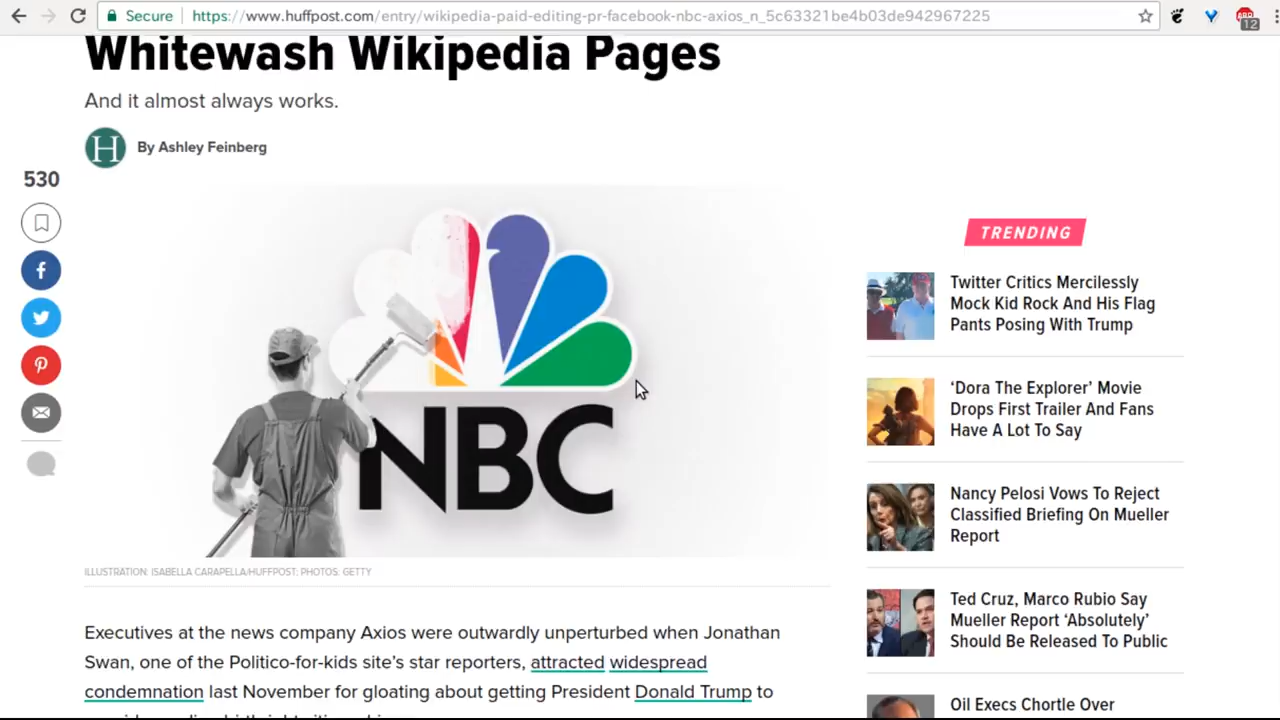 Secure https://www.huffpost.com/entry/wikipedia-paid-editing-pr-facebook-nbc-axios_n_5c63321be4b03de942967225
12
Whitewash Wikipedia Pages
And it almost always works.
H
By Ashley Feinberg
530
NBC
ILLUSTRATION: ISABELLA CARAPELLA/HUFFPOST; PHOTOS: GETTY
Executives at the news company Axios were outwardly unperturbed when Jonathan
Swan, one of the Politico-for-kids site's star reporters, attracted widespread
condemnation last November for gloating about getting President Donald Trump to
TRENDING
Twitter Critics Mercilessly
Mock Kid Rock And His Flag
Pants Posing With Trump
‘Dora The Explorer’ Movie
Drops First Trailer And Fans
Have A Lot To Say
Nancy Pelosi Vows To Reject
Classified Briefing On Mueller
Report
Ted Cruz, Marco Rubio Say
Mueller Report ‘Absolutely’
Should Be Released To Public
Oil Execs Chortle Over